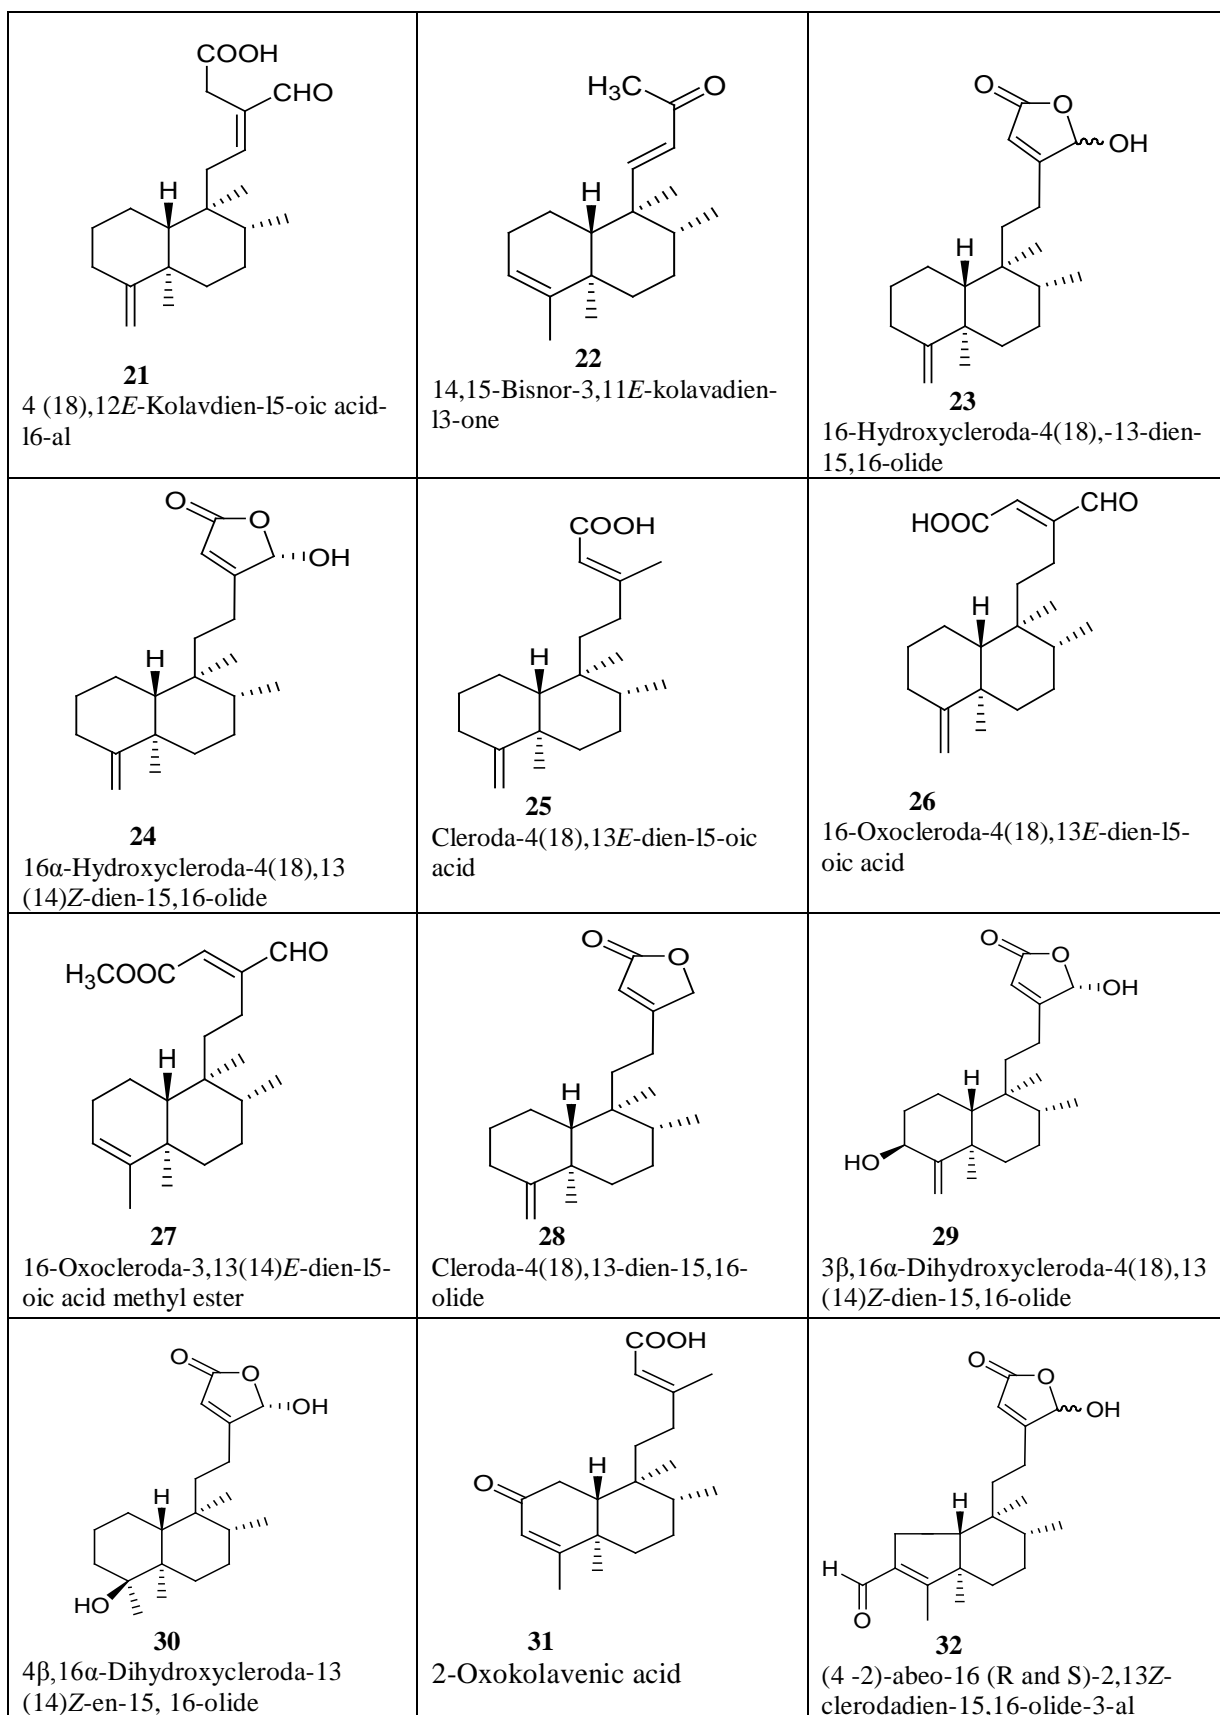 COOH
CHO
H
21
4 (18),12E-Kolavdien-l5-oic acid-
l6-al
H3C
O
H
22
14,15-Bisnor-3,11E-kolavadien-
l3-one
O
O
OH
H
23
16-Hydroxycleroda-4(18),-13-dien-
15,16-olide
O
O
OH
H
24
16α-Hydroxycleroda-4(18),13
(14)Z-dien-15,16-olide
COOH
H
25
Cleroda-4(18),13E-dien-l5-oic
acid
HOOC
CHO
H
26
16-Oxocleroda-4(18),13E-dien-l5-
oic acid
H3COOC
CHO
H
27
16-Oxocleroda-3,13(14)E-dien-l5-
oic acid methyl ester
O
O
H
28
Cleroda-4(18),13-dien-15,16-
olide
O
O
OH
H
HO
29
3β,16α-Dihydroxycleroda-4(18),13
(14)Z-dien-15,16-olide
O
O
OH
H
HO
30
4β,16α-Dihydroxycleroda-13
(14)Z-en-15, 16-olide
COOH
H
O
31
2-Oxokolavenic acid
O
O
OH
H
H
O
32
(4 -2)-abeo-16 (R and S)-2,13Z-
clerodadien-15,16-olide-3-al